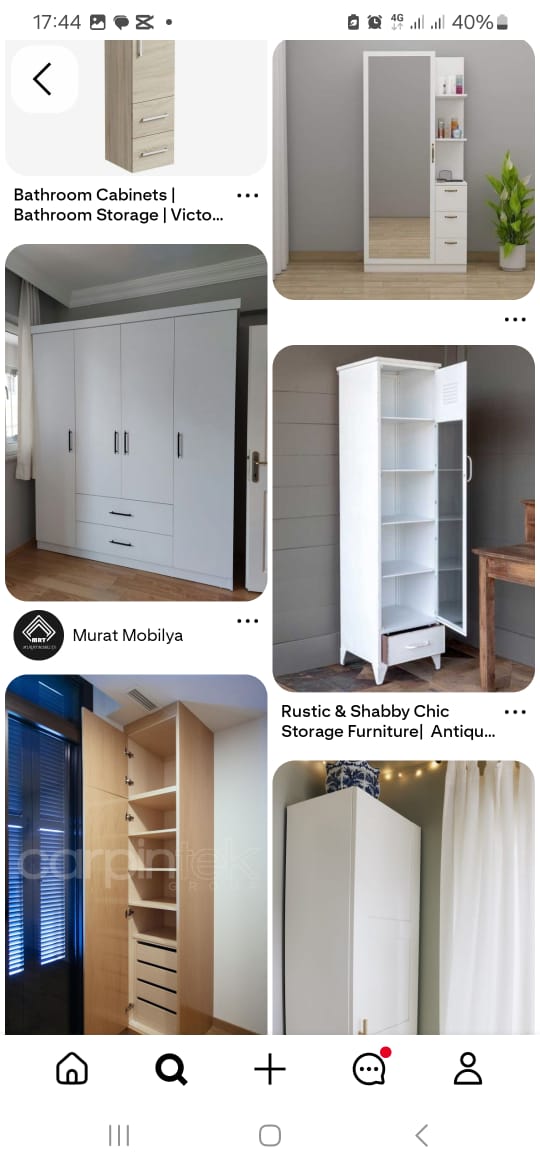 17:44
4G
40%
Bathroom Cabinets |
Bathroom Storage | Victo...
MRT
Murat Mobilya
Rustic & Shabby Chic
Storage Furniture| Antiqu...
carpintek
GROUP